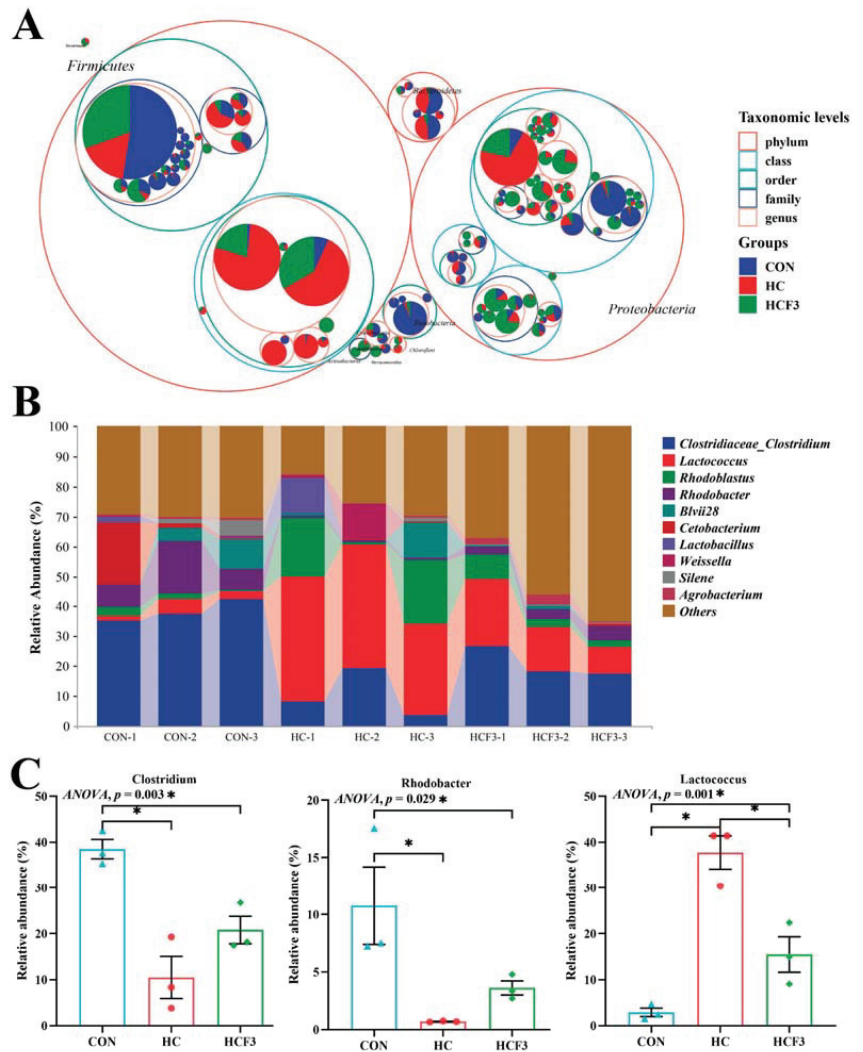 A
Firmicutes
Bacteroidetes
Proteobacteria
Fusobacteria
Chloroflexi
Taxonomic levels
phylum
class
order
family
genus
Groups
CON
HC
HCF3
B
Relative Abundance (%)
100
90
80
70
60
50
40
30
20
10
0
CON-1 CON-2 CON-3 HC-1 HC-2 HC-3 HCF3-1 HCF3-2 HCF3-3
Clostridiaceae_Clostridium
Lactococcus
Rhodoblastus
Rhodobacter
Blvii28
Cetobacterium
Lactobacillus
Weissella
Silene
Agrobacterium
Others
C
Clostridium
ANOVA, p = 0.003 *
*
Relative abundance (%)
50
40
30
20
10
0
CON HC HCF3
Rhodobacter
ANOVA, p = 0.029 *
*
Relative abundance (%)
20
15
10
5
0
CON HC HCF3
Lactococcus
ANOVA, p = 0.001 *
* *
Relative abundance (%)
50
40
30
20
10
0
CON HC HCF3